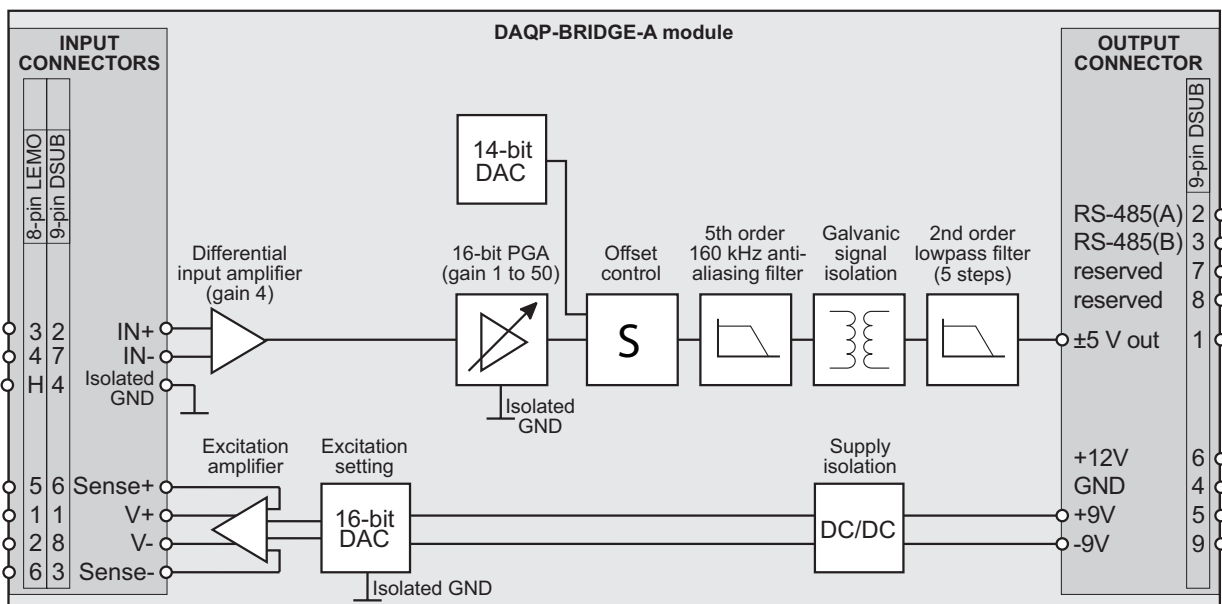 DAQP-BRIDGE-A module
INPUT
CONNECTORS
8-pin LEMO
9-pin DSUB
3 2 IN+
4 7 IN-
H 4 Isolated
GND
5 6 Sense+
1 1 V+
2 8 V-
6 3 Sense-
Differential
input amplifier
(gain 4)
14-bit
DAC
16-bit PGA
(gain 1 to 50)
Isolated
GND
Offset
control
S
5th order
160 kHz anti-
aliasing filter
Galvanic
signal
isolation
2nd order
lowpass filter
(5 steps)
Excitation
amplifier
Excitation
setting
16-bit
DAC
Isolated GND
Supply
isolation
DC/DC
OUTPUT
CONNECTOR
9-pin DSUB
RS-485(A) 2
RS-485(B) 3
reserved 7
reserved 8
±5 V out 1
+12V 6
GND 4
+9V 5
-9V 9